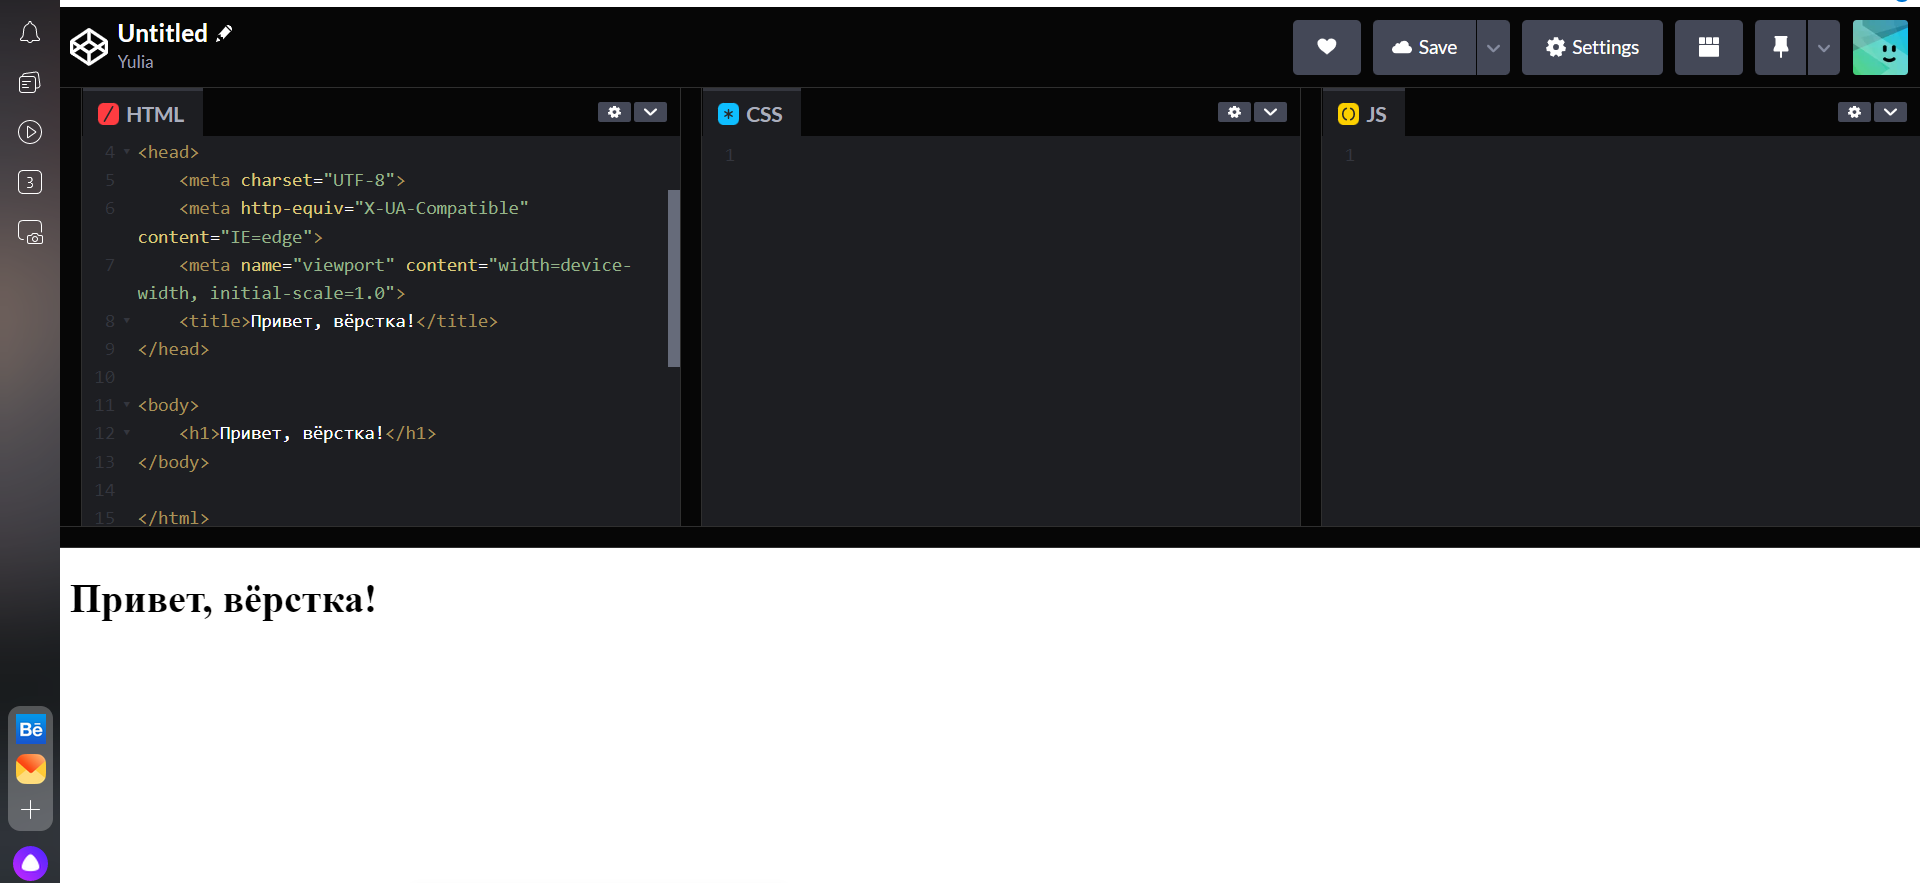 Untitled
Yulia
Save
Settings
HTML
CSS
JS
3
4 <head>
5 <meta charset="UTF-8">
6 <meta http-equiv="X-UA-Compatible"
content="IE=edge">
7 <meta name="viewport" content="width=device-
width, initial-scale=1.0">
8 <title>Привет, вёрстка!</title>
9 </head>
10
11 <body>
12 <h1>Привет, вёрстка!</h1>
13 </body>
14
15 </html>
1
1
Привет, вёрстка!
Bē